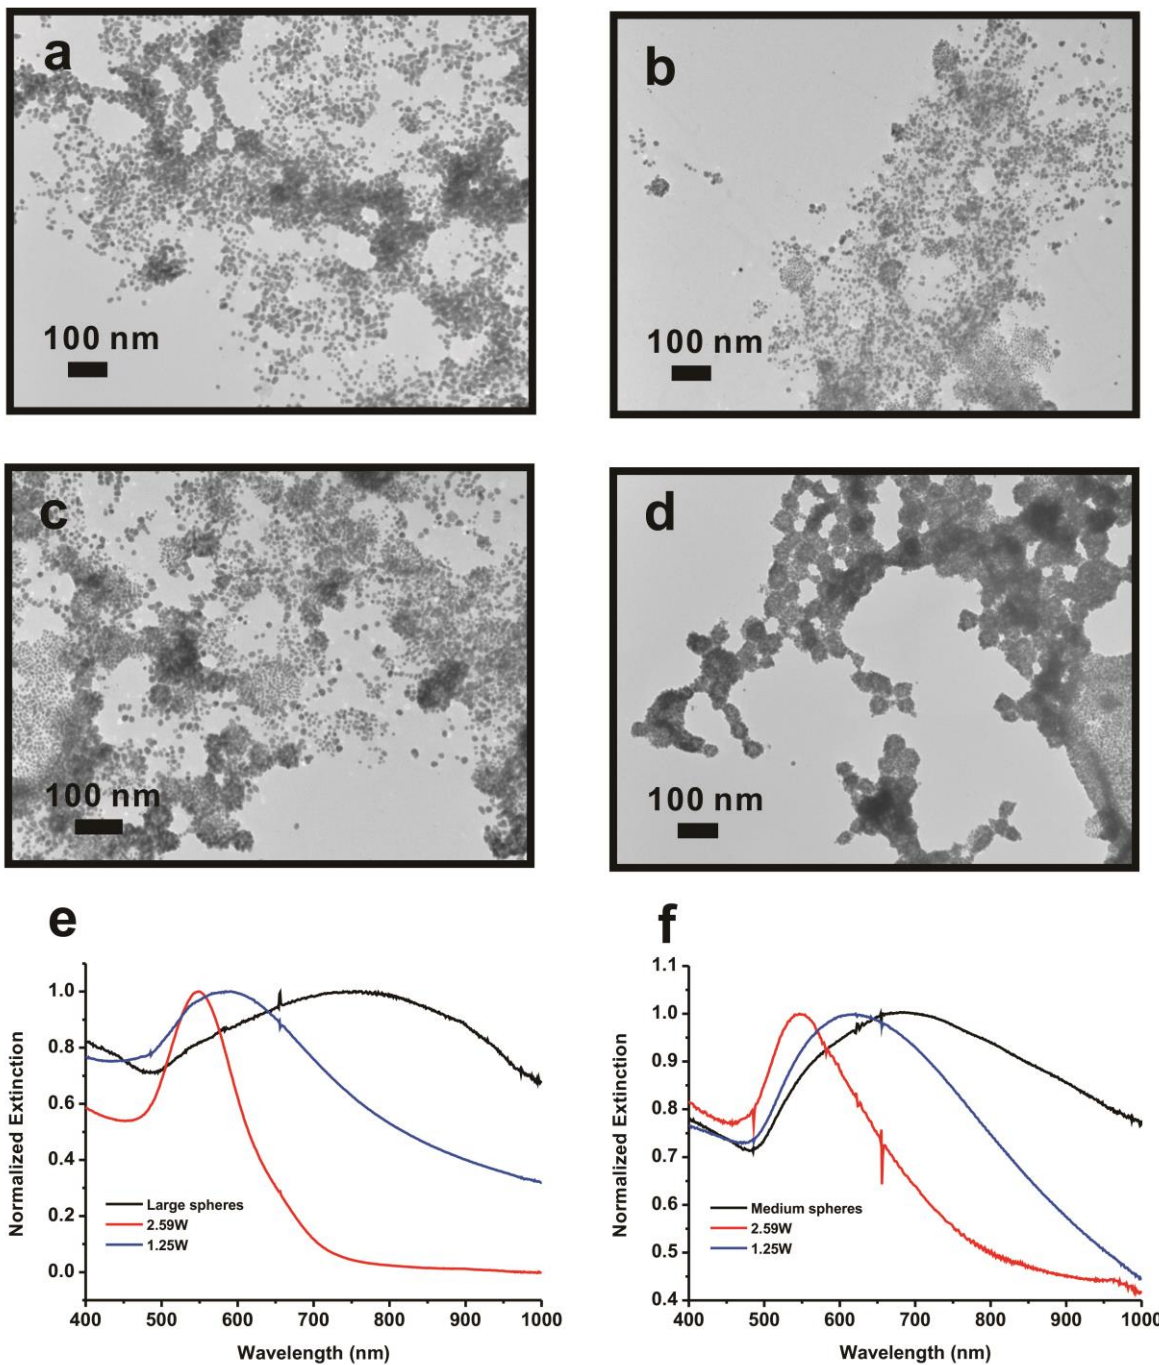 a
b
100 nm
100 nm
c
d
100 nm
100 nm
e
f
Normalized Extinction
1.0
0.8
0.6
0.4
0.2
0.0
Large spheres
2.59W
1.25W
400 500 600 700 800 900 1000
Wavelength (nm)
Normalized Extinction
1.1
1.0
0.9
0.8
0.7
0.6
0.5
0.4
Medium spheres
2.59W
1.25W
400 500 600 700 800 900 1000
Wavelength (nm)